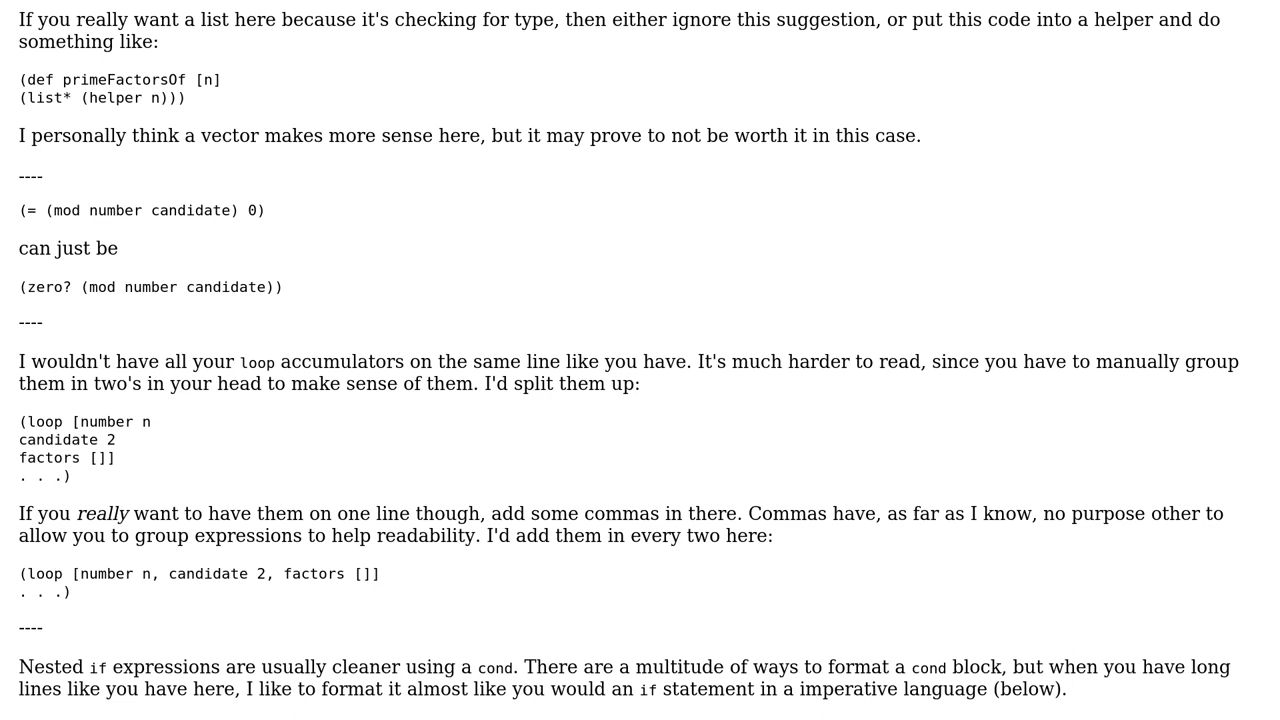 If you really want a list here because it's checking for type, then either ignore this suggestion, or put this code into a helper and do
something like:
(def primeFactorsOf [n]
(list* (helper n)))
I personally think a vector makes more sense here, but it may prove to not be worth it in this case.
----
(= (mod number candidate) 0)
can just be
(zero? (mod number candidate))
----
I wouldn't have all your loop accumulators on the same line like you have. It's much harder to read, since you have to manually group
them in two's in your head to make sense of them. I'd split them up:
(loop [number n
candidate 2
factors []]
. . .)
If you really want to have them on one line though, add some commas in there. Commas have, as far as I know, no purpose other to
allow you to group expressions to help readability. I'd add them in every two here:
(loop [number n, candidate 2, factors []]
. . .)
----
Nested if expressions are usually cleaner using a cond. There are a multitude of ways to format a cond block, but when you have long
lines like you have here, I like to format it almost like you would an if statement in a imperative language (below).